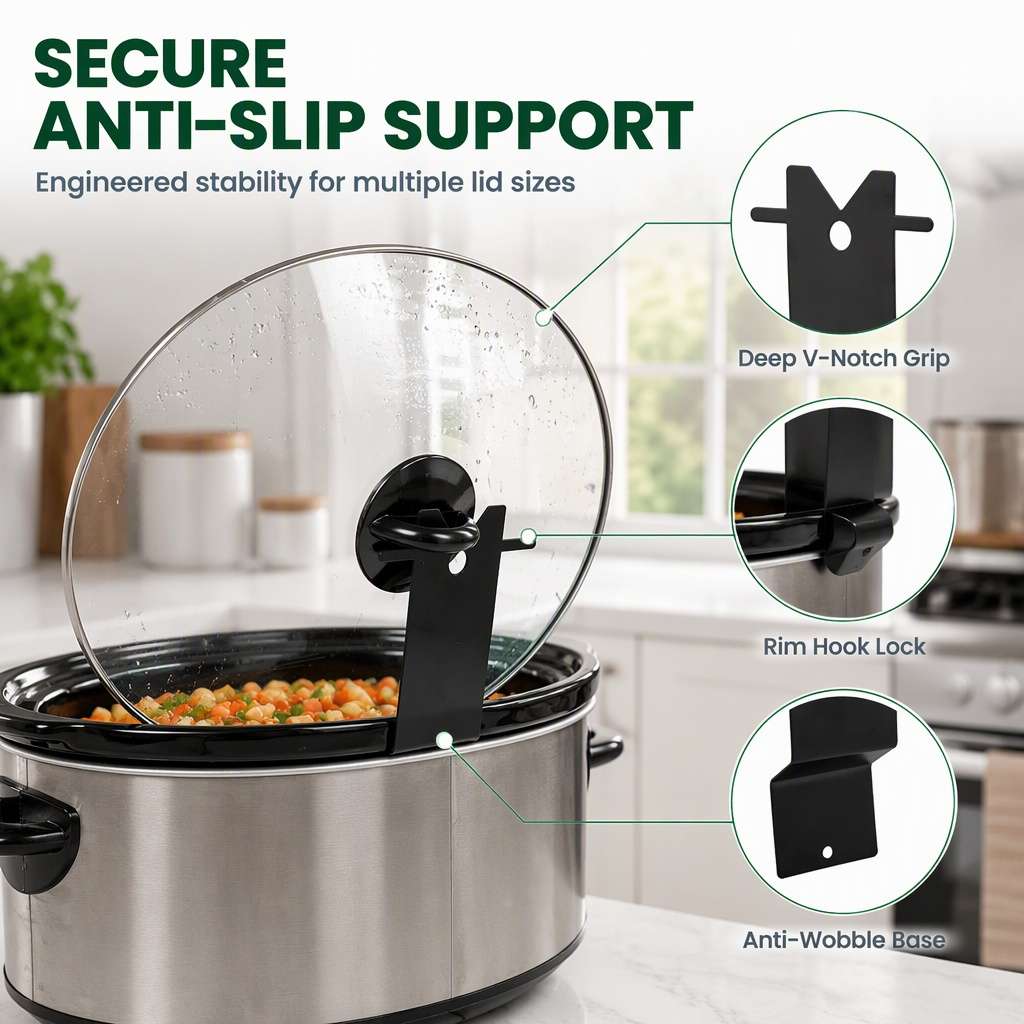 SECURE
ANTI-SLIP SUPPORT
Engineered stability for multiple lid sizes
Deep V-Notch Grip
Rim Hook Lock
Anti-Wobble Base